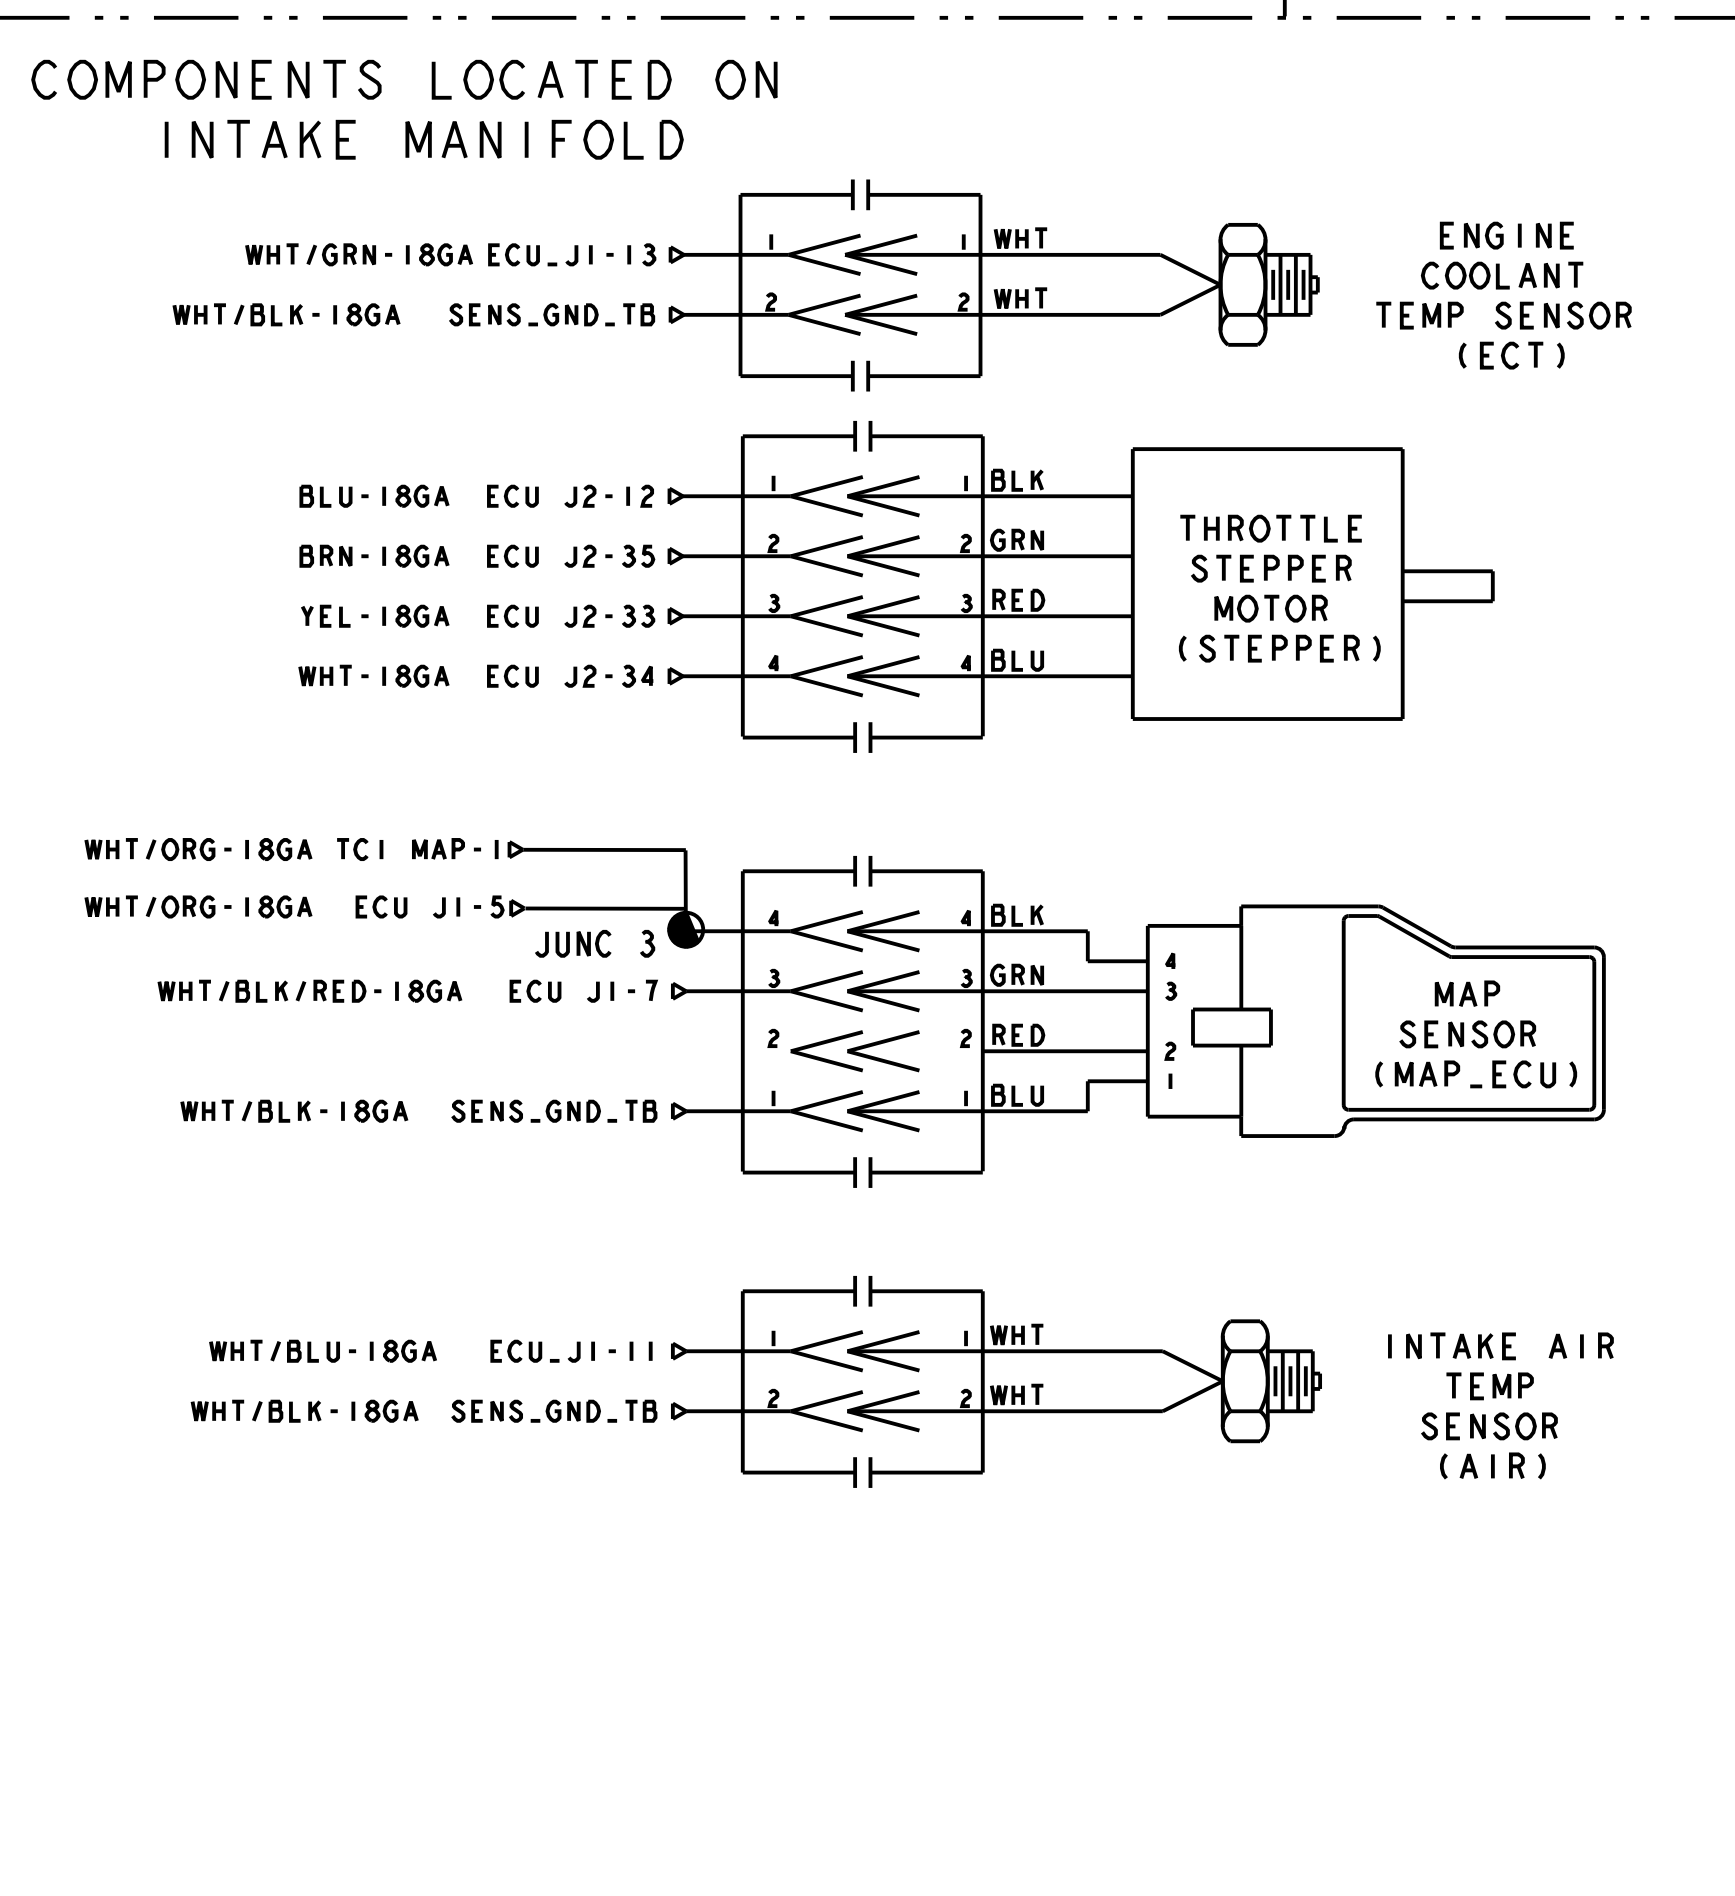 COMPONENTS LOCATED ON
INTAKE MANIFOLD
WHT/GRN-18GA ECU_J1-13 1 1 WHT
WHT/BLK-18GA SENS_GND_TB 2 2 WHT
ENGINE
COOLANT
TEMP SENSOR
(ECT)
BLU-18GA ECU J2-12 1 1 BLK
BRN-18GA ECU J2-35 2 2 GRN
YEL-18GA ECU J2-33 3 3 RED
WHT-18GA ECU J2-34 4 4 BLU
THROTTLE
STEPPER
MOTOR
(STEPPER)
WHT/ORG-18GA TCI MAP-1
WHT/ORG-18GA ECU J1-5
JUNC 3
4 4 BLK 4
WHT/BLK/RED-18GA ECU J1-7 3 3 GRN 3
2 2 RED 2
WHT/BLK-18GA SENS_GND_TB 1 1 BLU 1
MAP
SENSOR
(MAP_ECU)
WHT/BLU-18GA ECU_J1-11 1 1 WHT
WHT/BLK-18GA SENS_GND_TB 2 2 WHT
INTAKE AIR
TEMP
SENSOR
(AIR)